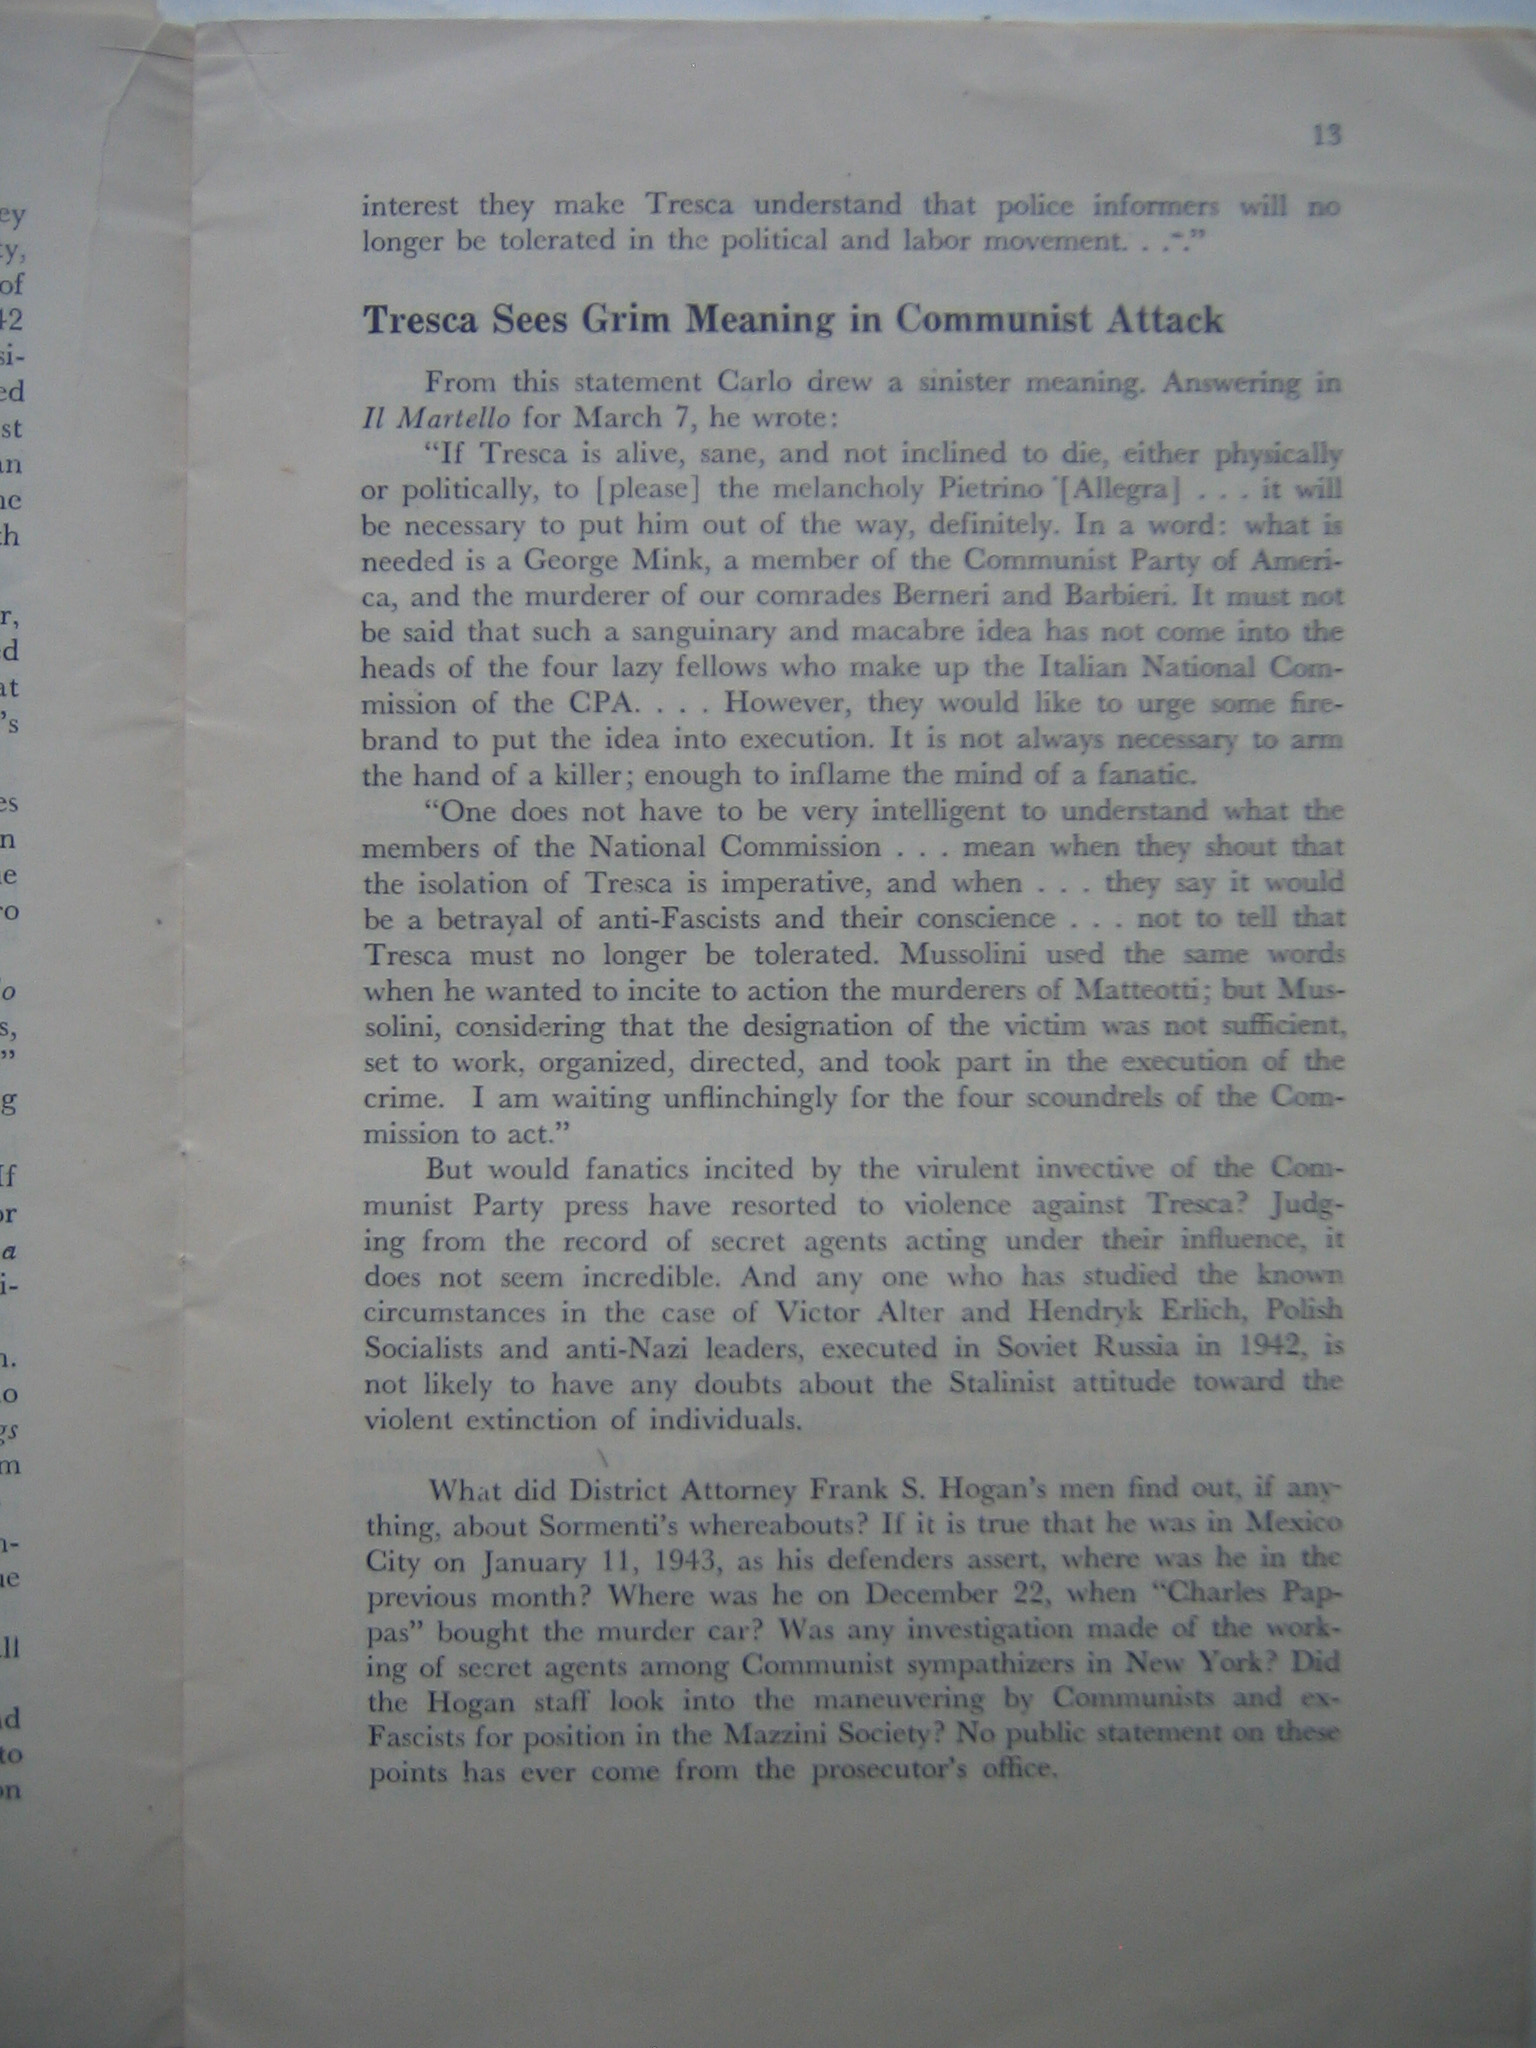 13
interest they make Tresca understand that police informers will no
longer be tolerated in the political and labor movement. . . ."
Tresca Sees Grim Meaning in Communist Attack
From this statement Carlo drew a sinister meaning. Answering in
Il Martello for March 7, he wrote:
"If Tresca is alive, sane, and not inclined to die, either physically
or politically, to [please] the melancholy Pietrino [Allegra] . . . it will
be necessary to put him out of the way, definitely. In a word: what is
needed is a George Mink, a member of the Communist Party of Ameri-
ca, and the murderer of our comrades Berneri and Barbieri. It must not
be said that such a sanguinary and macabre idea has not come into the
heads of the four lazy fellows who make up the Italian National Com-
mission of the CPA. . . . However, they would like to urge some fire-
brand to put the idea into execution. It is not always necessary to arm
the hand of a killer; enough to inflame the mind of a fanatic.
"One does not have to be very intelligent to understand what the
members of the National Commission . . . mean when they shout that
the isolation of Tresca is imperative, and when . . . they say it would
be a betrayal of anti-Fascists and their conscience . . . not to tell that
Tresca must no longer be tolerated. Mussolini used the same words
when he wanted to incite to action the murderers of Matteotti; but Mus-
solini, considering that the designation of the victim was not sufficient,
set to work, organized, directed, and took part in the execution of the
crime. I am waiting unflinchingly for the four scoundrels of the Com-
mission to act."
But would fanatics incited by the virulent invective of the Com-
munist Party press have resorted to violence against Tresca? Judg-
ing from the record of secret agents acting under their influence, it
does not seem incredible. And any one who has studied the known
circumstances in the case of Victor Alter and Hendryk Erlich, Polish
Socialists and anti-Nazi leaders, executed in Soviet Russia in 1942, is
not likely to have any doubts about the Stalinist attitude toward the
violent extinction of individuals.
What did District Attorney Frank S. Hogan's men find out, if any-
thing, about Sormenti's whereabouts? If it is true that he was in Mexico
City on January 11, 1943, as his defenders assert, where was he in the
previous month? Where was he on December 22, when "Charles Pap-
pas" bought the murder car? Was any investigation made of the work-
ing of secret agents among Communist sympathizers in New York? Did
the Hogan staff look into the maneuvering by Communists and ex-
Fascists for position in the Mazzini Society? No public statement on these
points has ever come from the prosecutor's office.